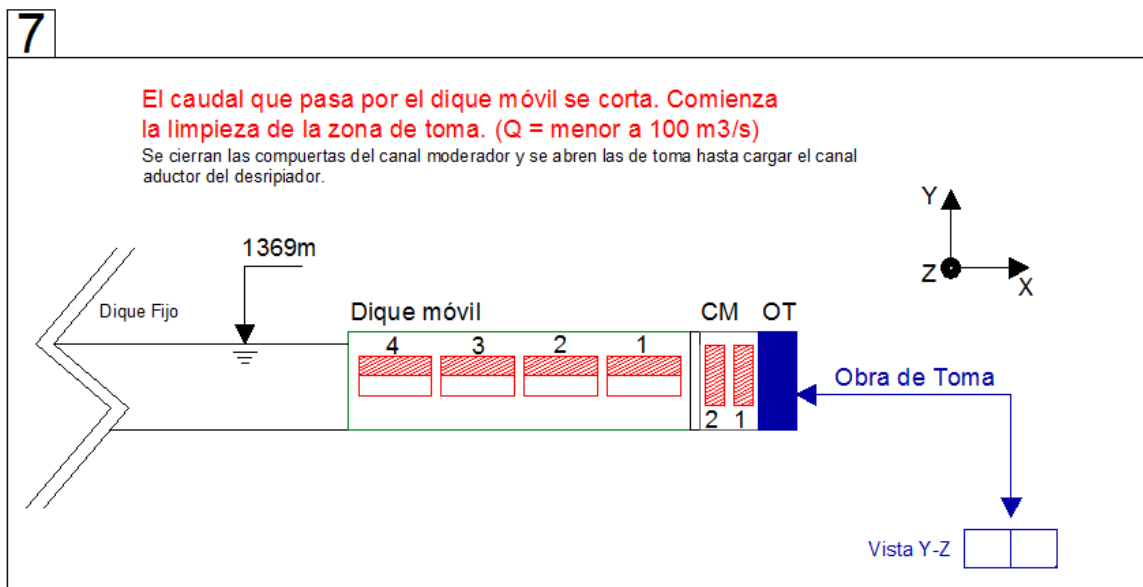 7
El caudal que pasa por el dique móvil se corta. Comienza
la limpieza de la zona de toma. (Q = menor a 100 m3/s)
Se cierran las compuertas del canal moderador y se abren las de toma hasta cargar el canal
aductor del desripiador.
Y
Z
X
1369m
Dique Fijo
Dique móvil
CM
OT
4
3
2
1
2
1
Obra de Toma
Vista Y-Z